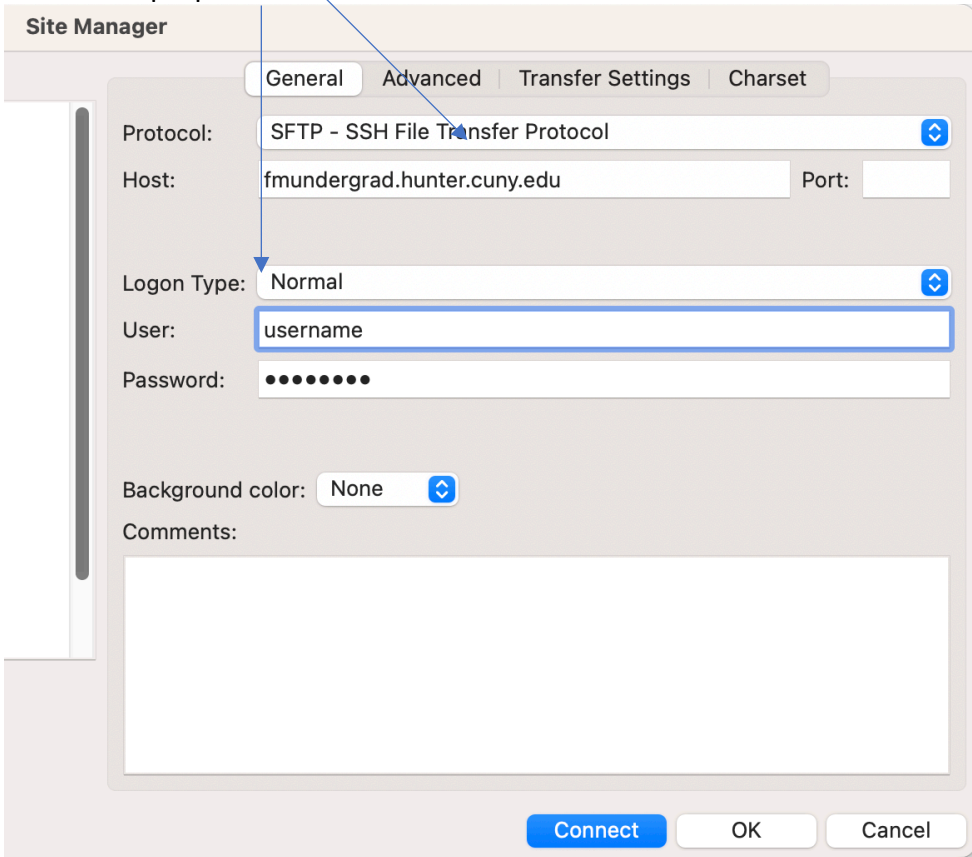 Site Manager
General Advanced Transfer Settings Charset
Protocol: SFTP - SSH File Transfer Protocol
Host: fmundergrad.hunter.cuny.edu Port:
Logon Type: Normal
User: username
Password: ••••••••
Background color: None
Comments:
Connect OK Cancel